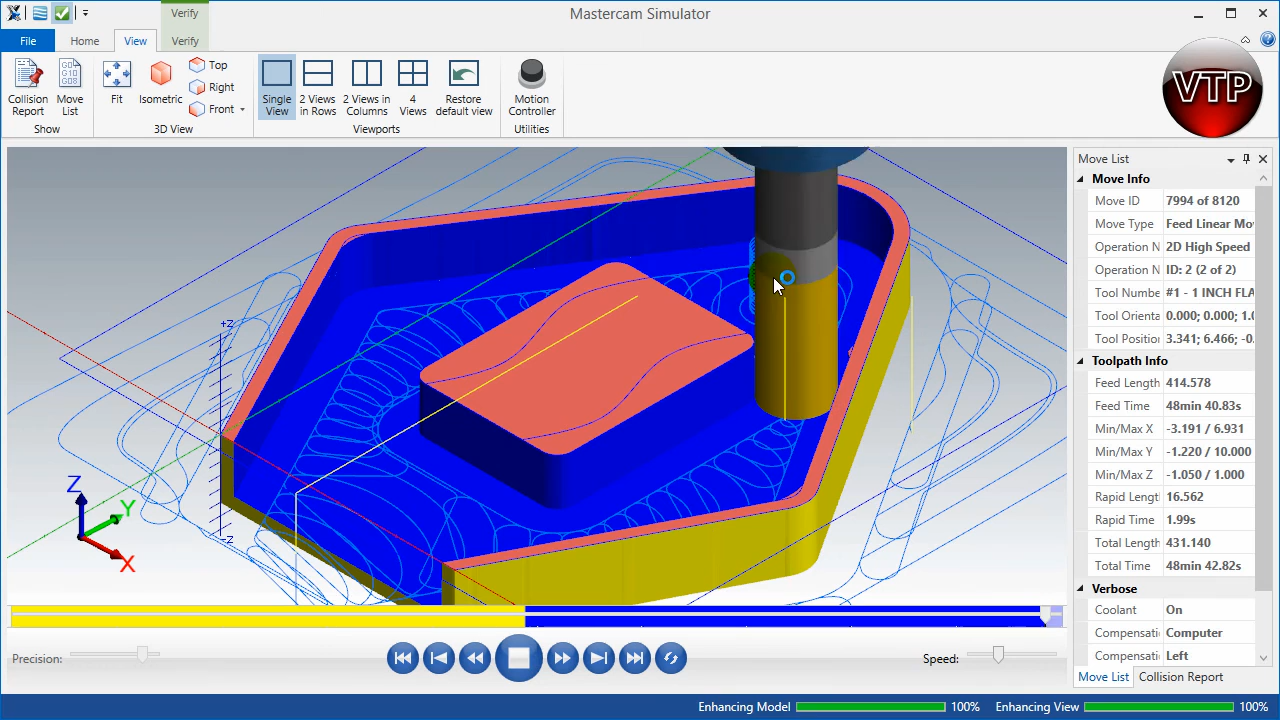 Verify
Mastercam Simulator
File
Home
View
Verify
Collision Report
Move List
Fit
Isometric
Top
Right
Front
Single View
2 Views in Rows
2 Views in Columns
4 Views
Restore default view
Motion Controller
Show
3D View
Viewports
Utilities
VTP
+Z
-Z
Z
Y
X
Move List
Move Info
Move ID 7994 of 8120
Move Type Feed Linear Mo
Operation N 2D High Speed
Operation N ID: 2 (2 of 2)
Tool Number #1 - 1 INCH FLA
Tool Orienta 0.000; 0.000; 1.0
Tool Position 3.341; 6.466; -0.
Toolpath Info
Feed Length 414.578
Feed Time 48min 40.83s
Min/Max X -3.191 / 6.931
Min/Max Y -1.220 / 10.000
Min/Max Z -1.050 / 1.000
Rapid Length 16.562
Rapid Time 1.99s
Total Length 431.140
Total Time 48min 42.82s
Verbose
Coolant On
Compensati Computer
Compensati Left
Move List
Collision Report
Precision:
Speed:
Enhancing Model 100%
Enhancing View 100%